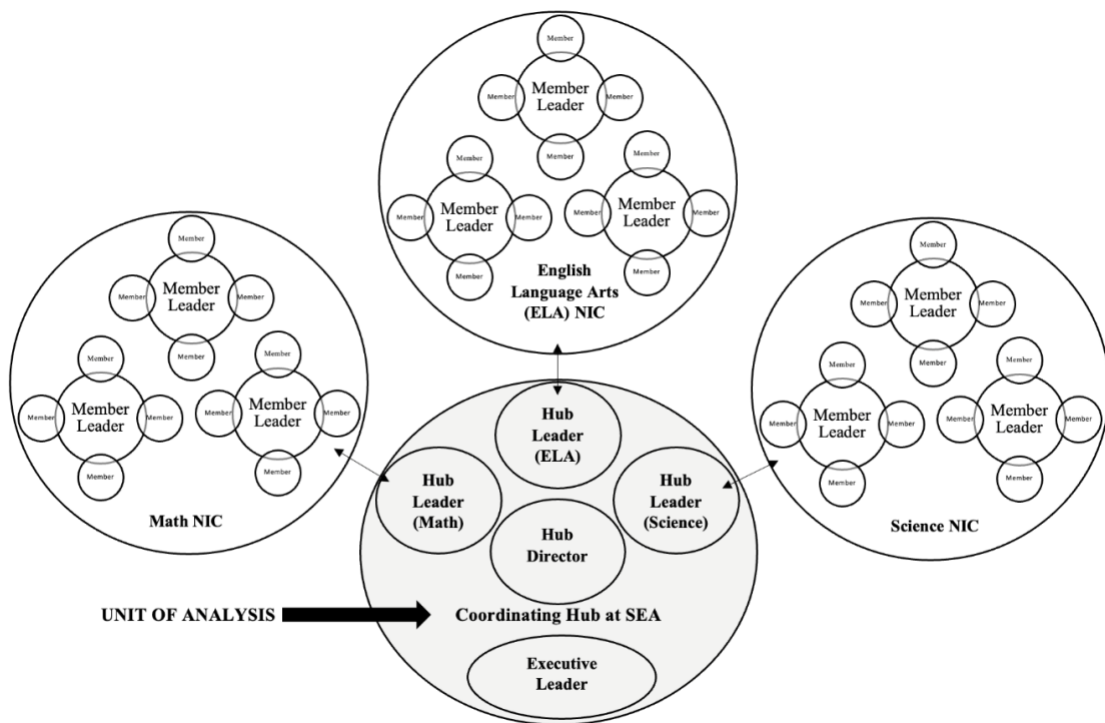 Member
Member
Member
Leader
Member
Member
Member
Member
Member
Leader
Member
Member
Member
Member
Member
Leader
Member
Member
English
Language Arts
(ELA) NIC
Member
Member
Member
Leader
Member
Member
Member
Member
Member
Leader
Member
Member
Member
Member
Member
Leader
Member
Member
Math NIC
Member
Member
Member
Leader
Member
Member
Member
Member
Member
Leader
Member
Member
Member
Member
Member
Leader
Member
Member
Science NIC
Hub
Leader
(ELA)
Hub
Leader
(Math)
Hub
Leader
(Science)
Hub
Director
UNIT OF ANALYSIS
Coordinating Hub at SEA
Executive
Leader